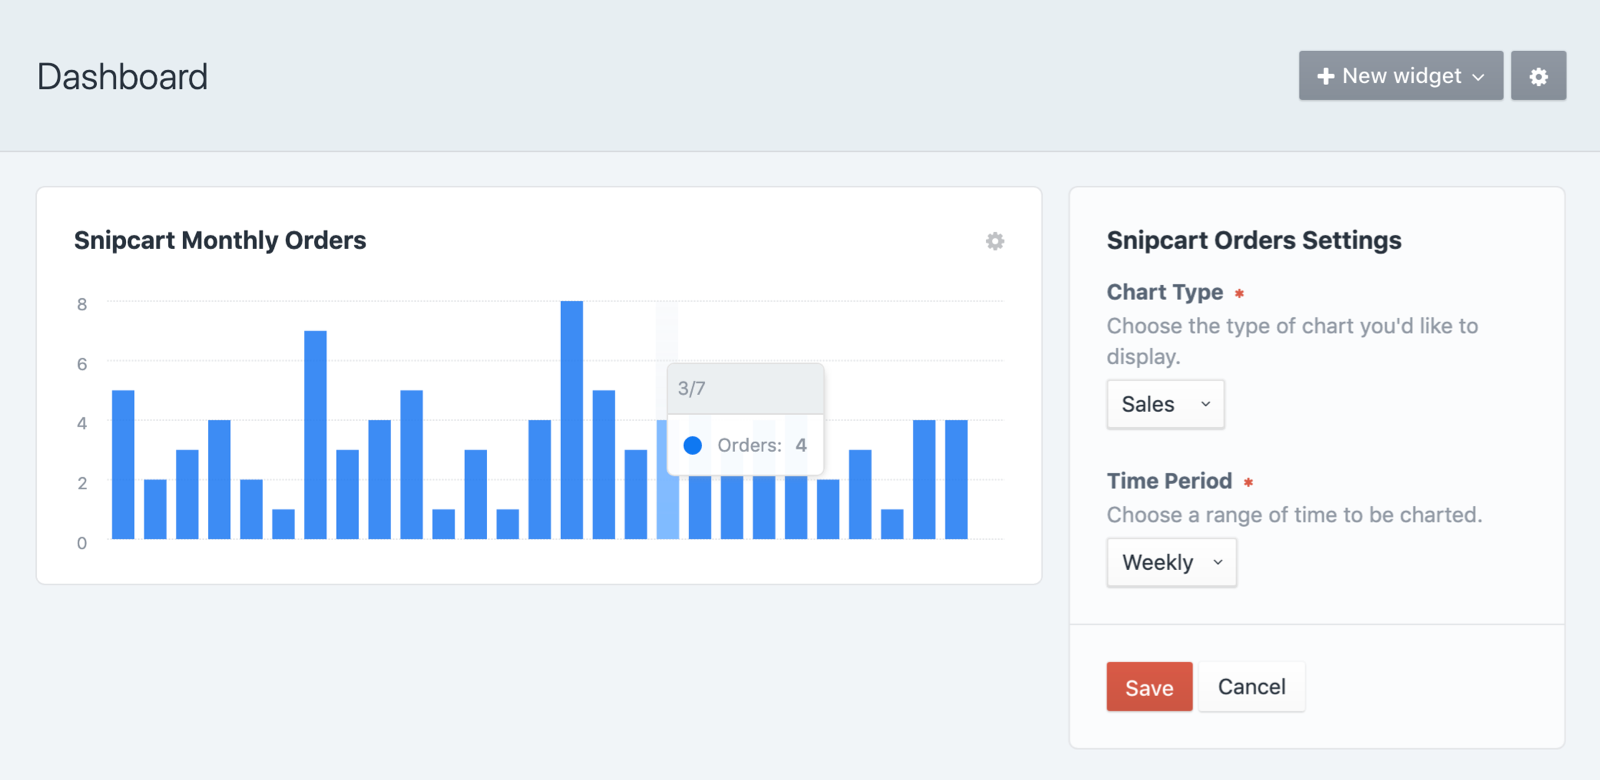 Dashboard
New widget
Snipcart Monthly Orders
8
6
4
2
0
3/7
Orders: 4
Snipcart Orders Settings
Chart Type *
Choose the type of chart you'd like to
display.
Sales
Time Period *
Choose a range of time to be charted.
Weekly
Save
Cancel